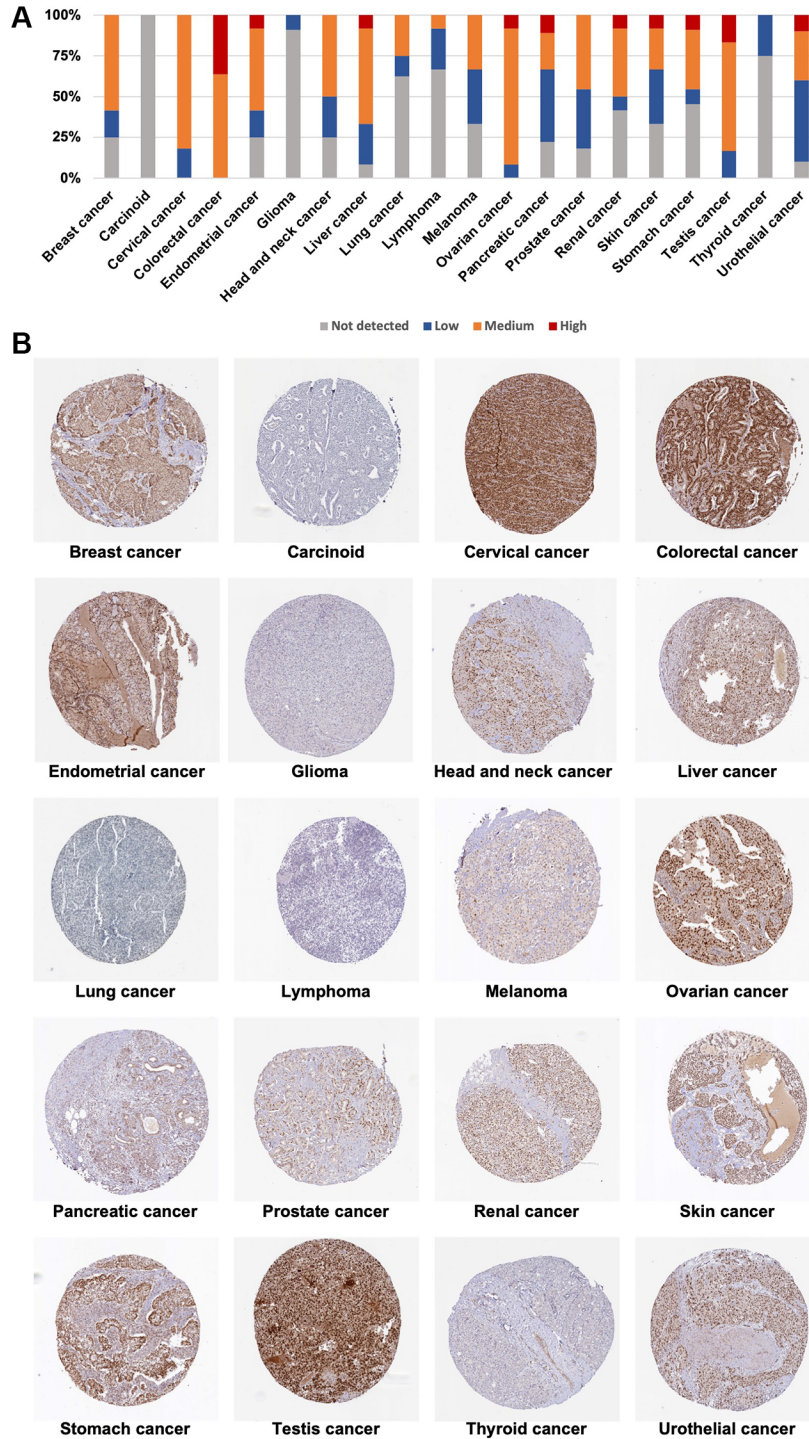 A
100%
75%
50%
25%
0%
Breast cancer
Carcinoid
Cervical cancer
Colorectal cancer
Endometrial cancer
Glioma
Head and neck cancer
Liver cancer
Lung cancer
Lymphoma
Melanoma
Ovarian cancer
Pancreatic cancer
Prostate cancer
Renal cancer
Skin cancer
Stomach cancer
Testis cancer
Thyroid cancer
Urothelial cancer
Not detected Low Medium High
B
Breast cancer Carcinoid Cervical cancer Colorectal cancer
Endometrial cancer Glioma Head and neck cancer Liver cancer
Lung cancer Lymphoma Melanoma Ovarian cancer
Pancreatic cancer Prostate cancer Renal cancer Skin cancer
Stomach cancer Testis cancer Thyroid cancer Urothelial cancer